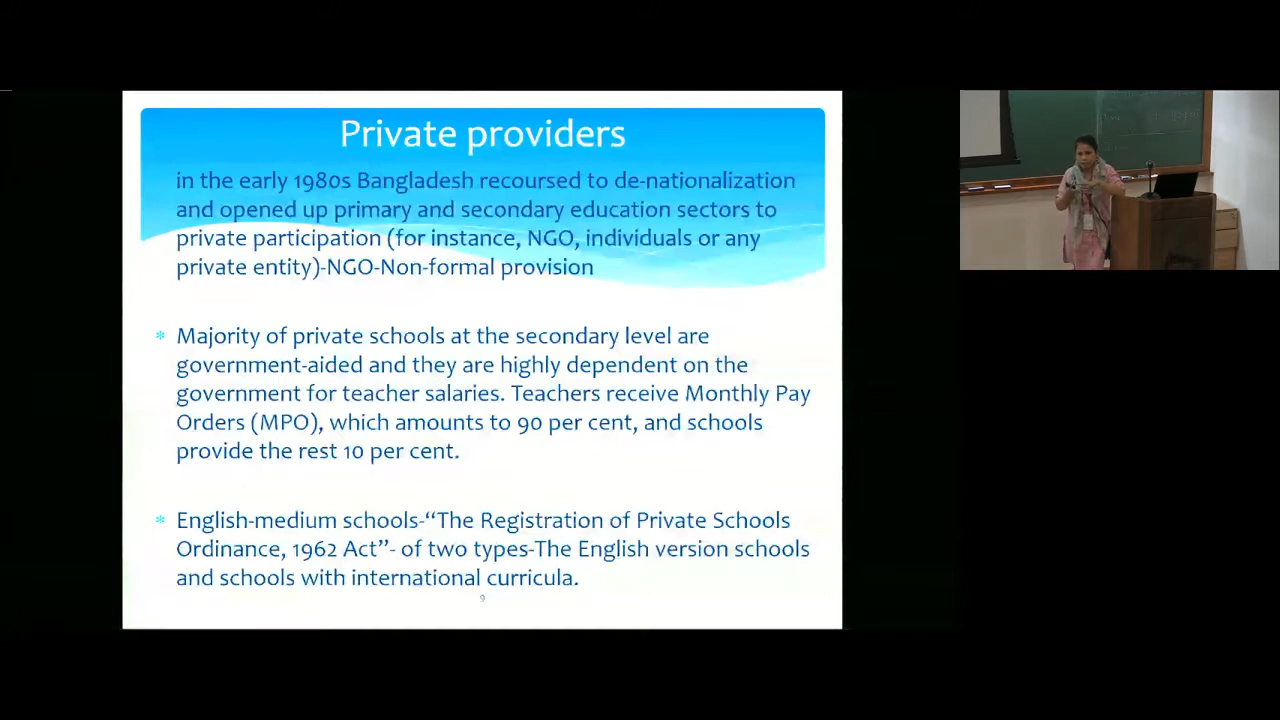 Private providers
in the early 1980s Bangladesh recoursed to de-nationalization
and opened up primary and secondary education sectors to
private participation (for instance, NGO, individuals or any
private entity)-NGO-Non-formal provision
* Majority of private schools at the secondary level are
government-aided and they are highly dependent on the
government for teacher salaries. Teachers receive Monthly Pay
Orders (MPO), which amounts to 90 per cent, and schools
provide the rest 10 per cent.
* English-medium schools-“The Registration of Private Schools
Ordinance, 1962 Act”- of two types-The English version schools
and schools with international curricula.
9